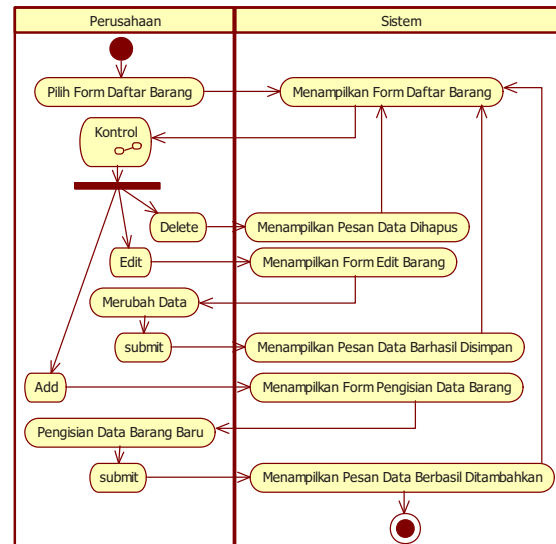 Perusahaan
Sistem
Pilih Form Daftar Barang
Menampilkan Form Daftar Barang
Kontrol
Delete
Menampilkan Pesan Data Dihapus
Edit
Menampilkan Form Edit Barang
Merubah Data
submit
Menampilkan Pesan Data Barhasil Disimpan
Add
Menampilkan Form Pengisian Data Barang
Pengisian Data Barang Baru
submit
Menampilkan Pesan Data Berbasil Ditambahkan